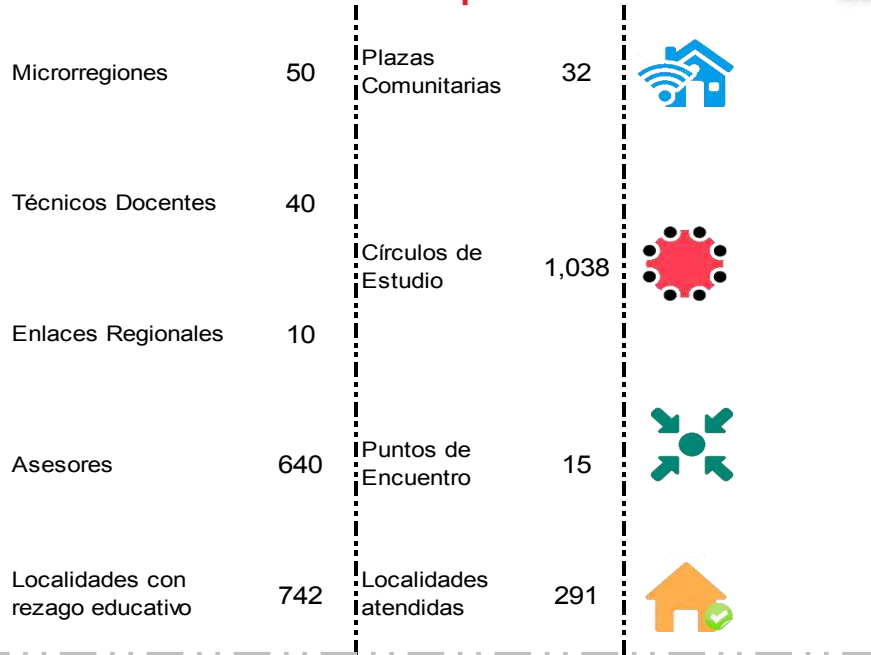 Microrregiones 50
Plazas
Comunitarias 32
Técnicos Docentes 40
Círculos de
Estudio 1,038
Enlaces Regionales 10
Asesores 640
Puntos de
Encuentro 15
Localidades con
rezago educativo 742
Localidades
atendidas 291